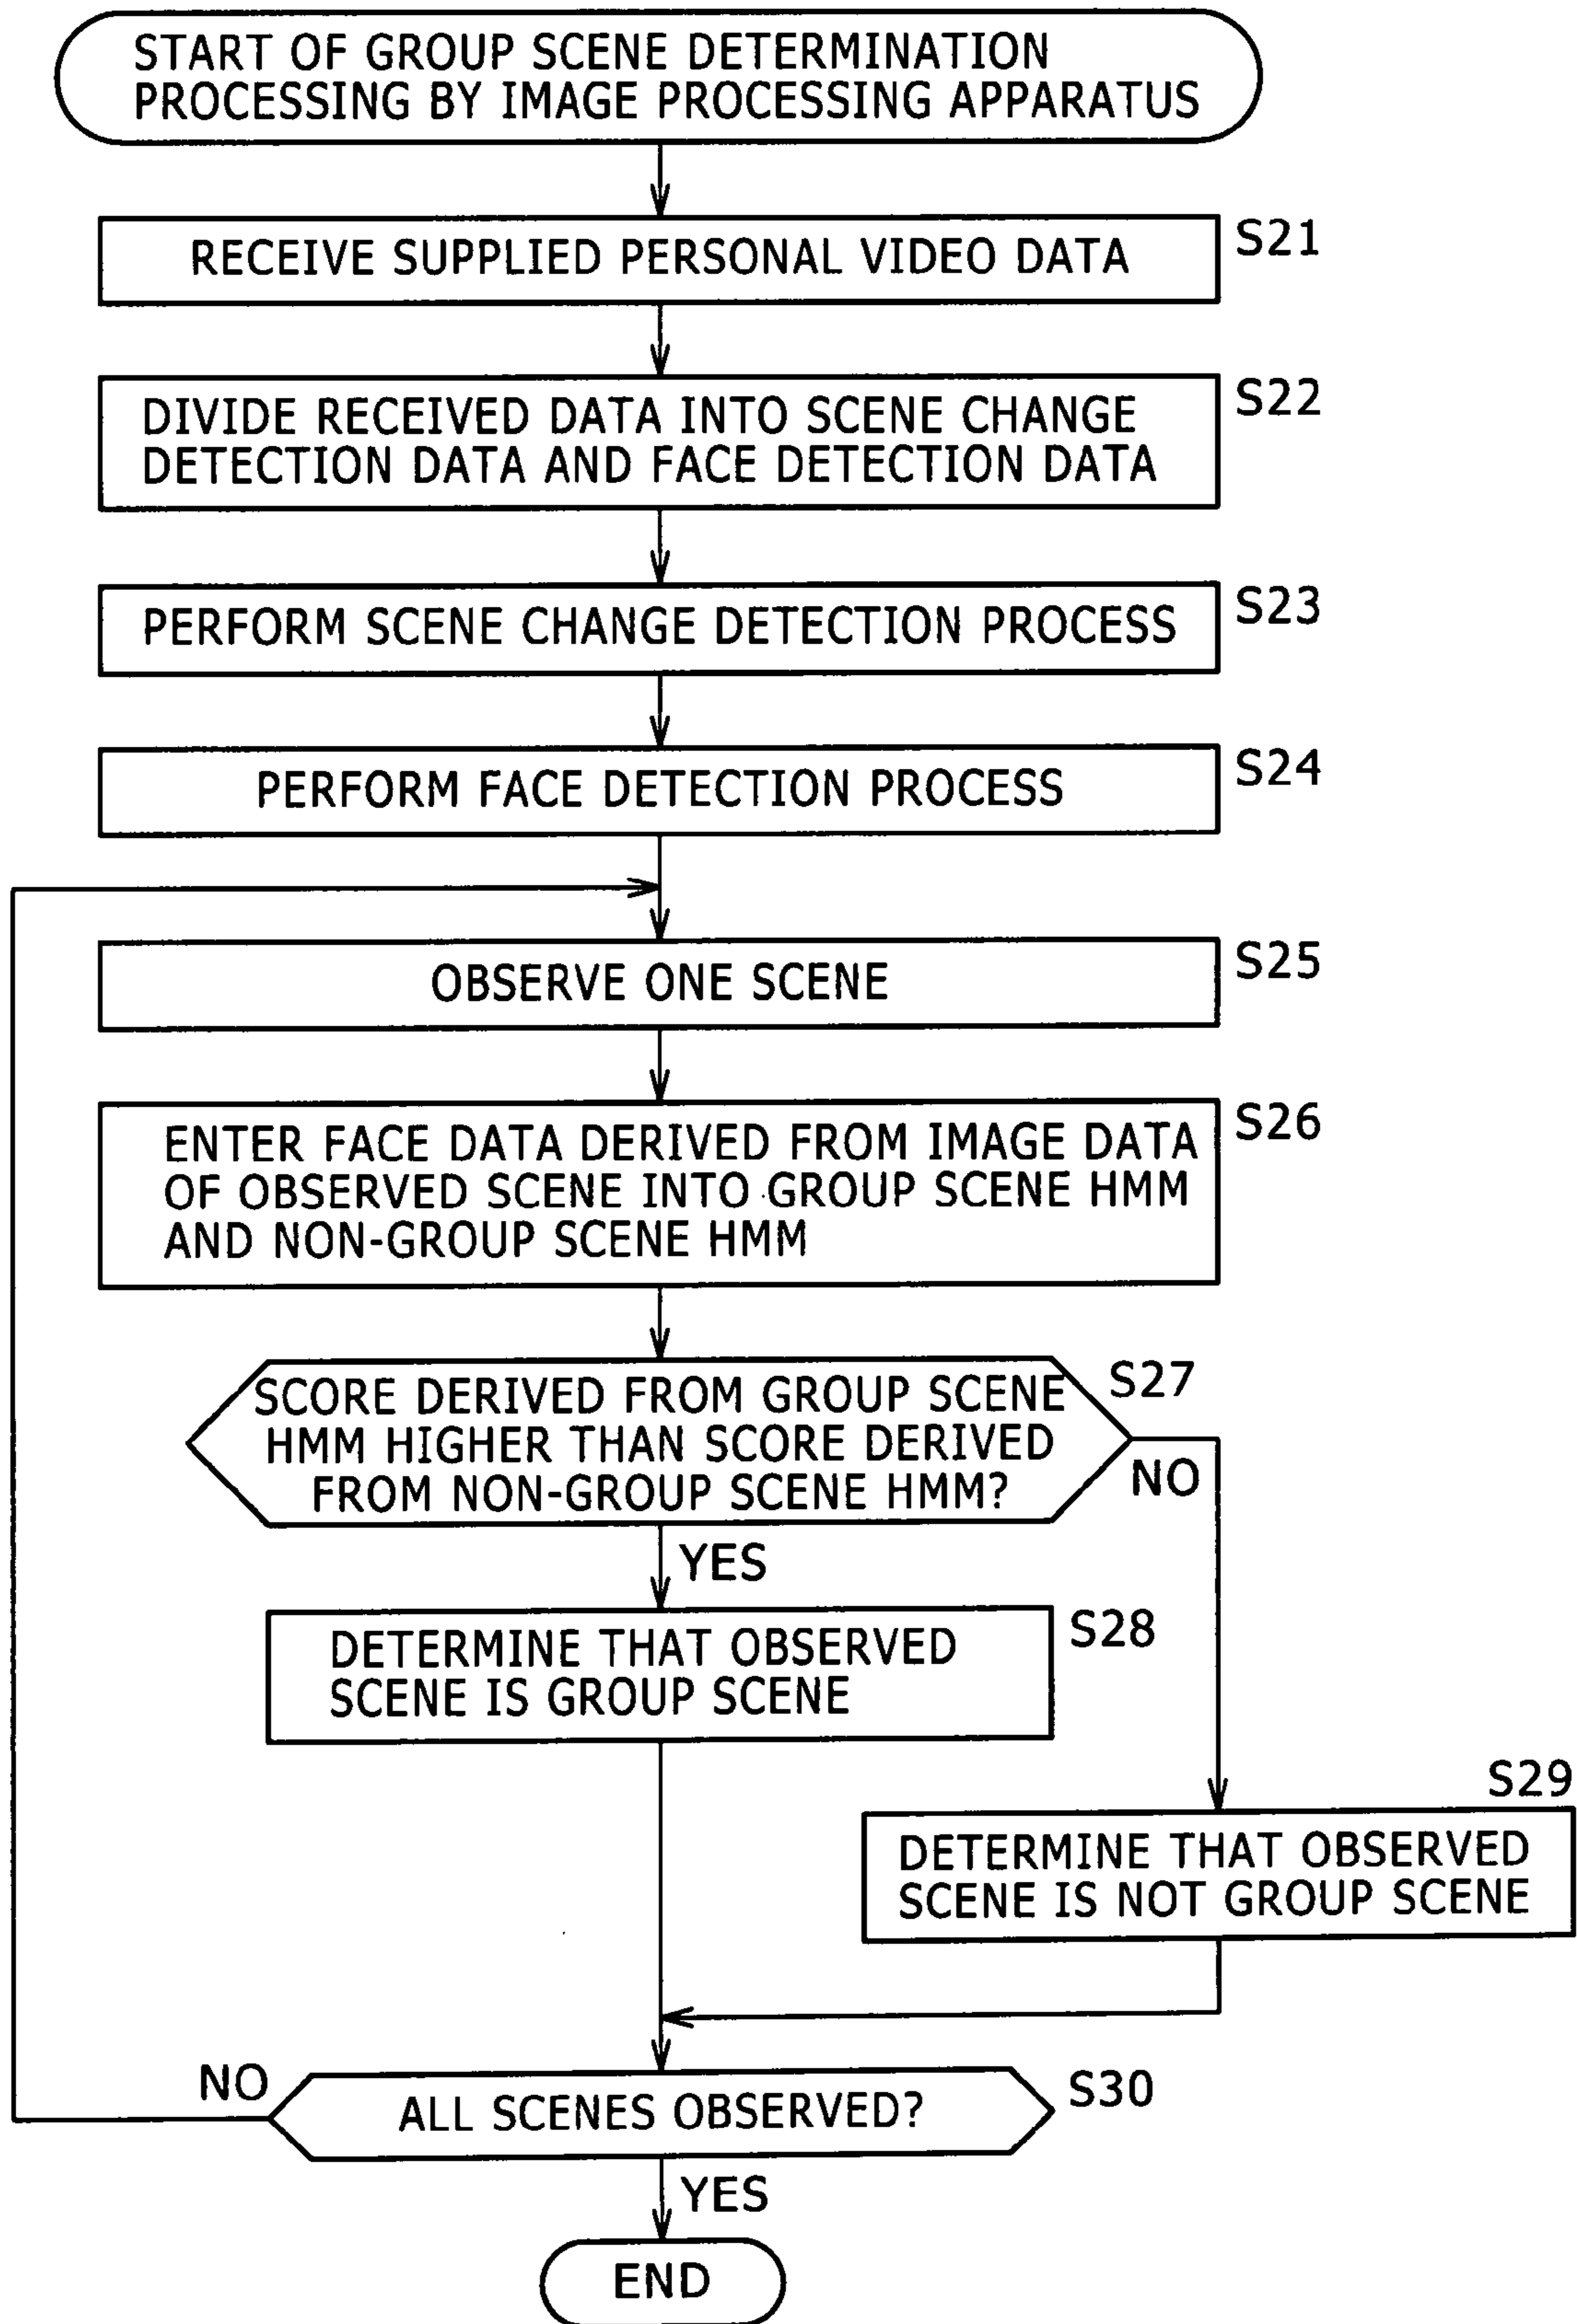 START OF GROUP SCENE DETERMINATION
PROCESSING BY IMAGE PROCESSING APPARATUS
RECEIVE SUPPLIED PERSONAL VIDEO DATA
S21
DIVIDE RECEIVED DATA INTO SCENE CHANGE
DETECTION DATA AND FACE DETECTION DATA
S22
PERFORM SCENE CHANGE DETECTION PROCESS
S23
PERFORM FACE DETECTION PROCESS
S24
OBSERVE ONE SCENE
S25
ENTER FACE DATA DERIVED FROM IMAGE DATA
OF OBSERVED SCENE INTO GROUP SCENE HMM
AND NON-GROUP SCENE HMM
S26
SCORE DERIVED FROM GROUP SCENE
HMM HIGHER THAN SCORE DERIVED
FROM NON-GROUP SCENE HMM?
S27
NO
YES
DETERMINE THAT OBSERVED
SCENE IS GROUP SCENE
S28
S29
DETERMINE THAT OBSERVED
SCENE IS NOT GROUP SCENE
NO
ALL SCENES OBSERVED?
S30
YES
END